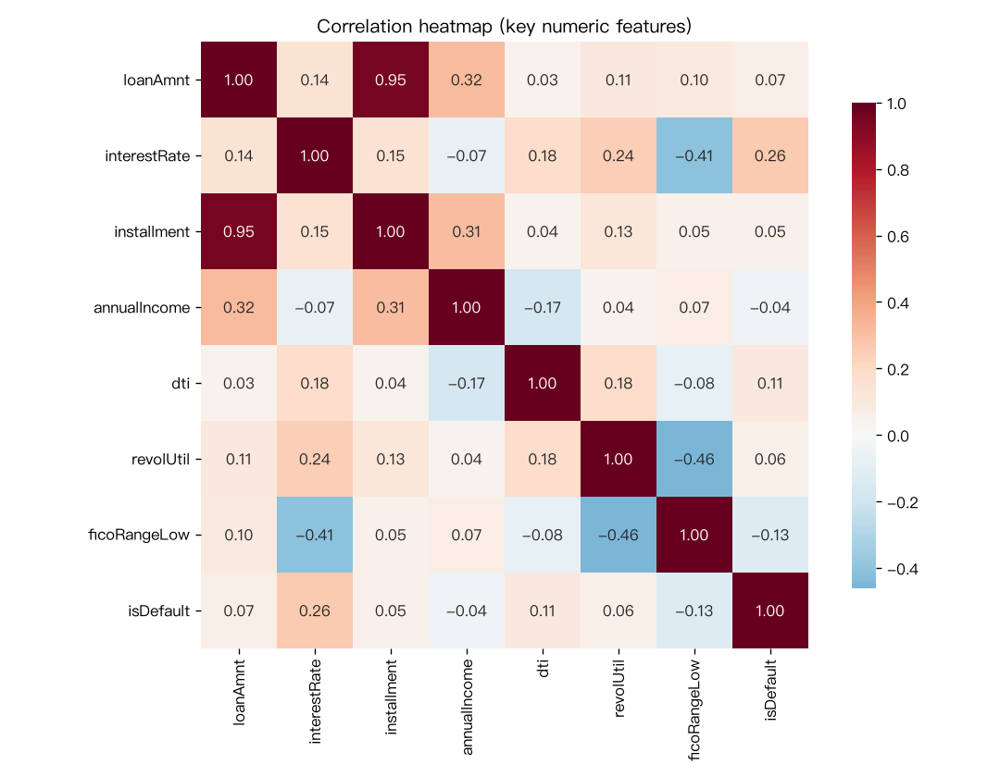 Correlation heatmap (key numeric features)
loanAmnt 1.00 0.14 0.95 0.32 0.03 0.11 0.10 0.07
interestRate 0.14 1.00 0.15 −0.07 0.18 0.24 −0.41 0.26
installment 0.95 0.15 1.00 0.31 0.04 0.13 0.05 0.05
annualIncome 0.32 −0.07 0.31 1.00 −0.17 0.04 0.07 −0.04
dti 0.03 0.18 0.04 −0.17 1.00 0.18 −0.08 0.11
revolUtil 0.11 0.24 0.13 0.04 0.18 1.00 −0.46 0.06
ficoRangeLow 0.10 −0.41 0.05 0.07 −0.08 −0.46 1.00 −0.13
isDefault 0.07 0.26 0.05 −0.04 0.11 0.06 −0.13 1.00
loanAmnt
interestRate
installment
annualIncome
dti
revolUtil
ficoRangeLow
isDefault
1.0
0.8
0.6
0.4
0.2
0.0
−0.2
−0.4